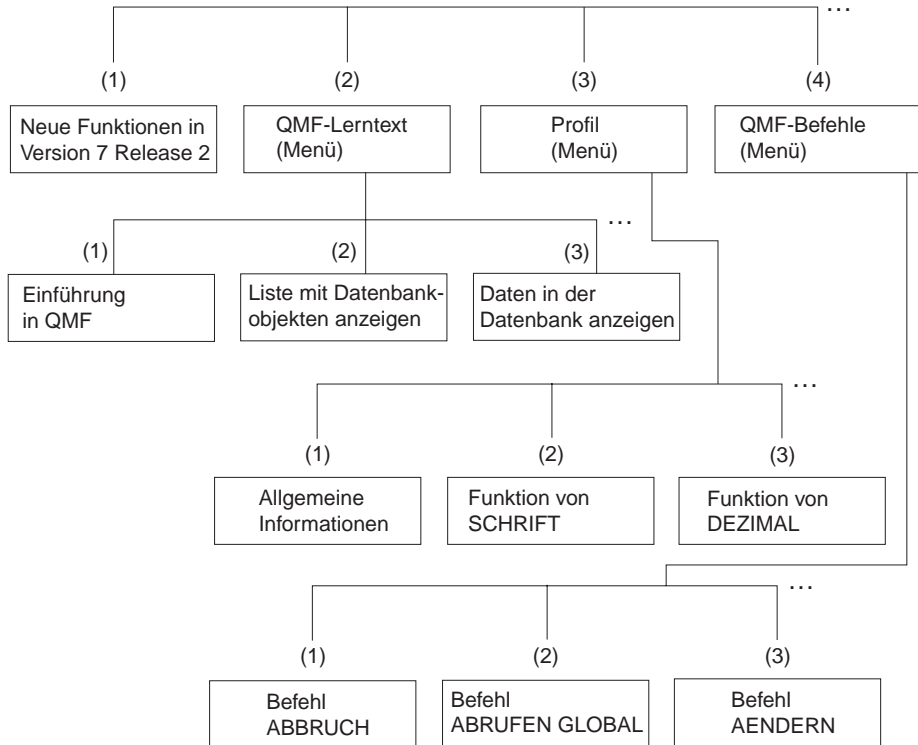 ...
(1) (2) (3) (4)
Neue Funktionen in
Version 7 Release 2
QMF-Lerntext
(Menü)
Profil
(Menü)
QMF-Befehle
(Menü)
...
(1) (2) (3)
Einführung
in QMF
Liste mit Datenbank-
objekten anzeigen
Daten in der
Datenbank anzeigen
...
(1) (2) (3)
Allgemeine
Informationen
Funktion von
SCHRIFT
Funktion von
DEZIMAL
...
(1) (2) (3)
Befehl
ABBRUCH
Befehl
ABRUFEN GLOBAL
Befehl
AENDERN